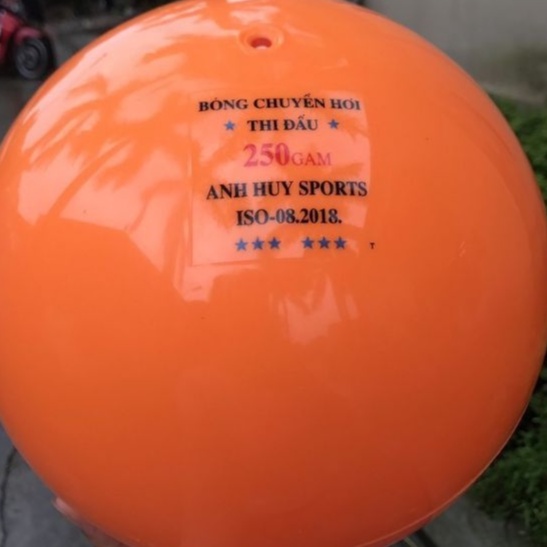 BÓNG CHUYỀN HƠI
★ THI ĐẤU ★
250GAM
ANH HUY SPORTS
ISO-08.2018.
★★★ ★★★ T